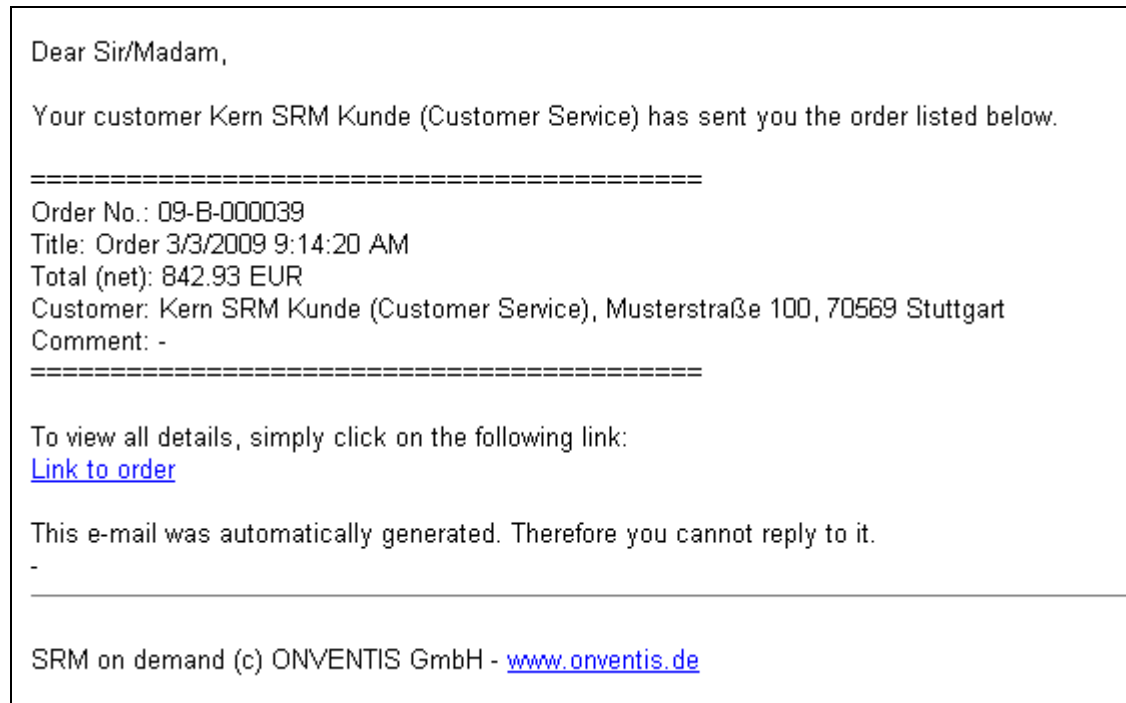 Dear Sir/Madam,
Your customer Kern SRM Kunde (Customer Service) has sent you the order listed below.
==========================================
Order No.: 09-B-000039
Title: Order 3/3/2009 9:14:20 AM
Total (net): 842.93 EUR
Customer: Kern SRM Kunde (Customer Service), Musterstraße 100, 70569 Stuttgart
Comment: -
==========================================
To view all details, simply click on the following link:
Link to order
This e-mail was automatically generated. Therefore you cannot reply to it.
-
SRM on demand (c) ONVENTIS GmbH - www.onventis.de